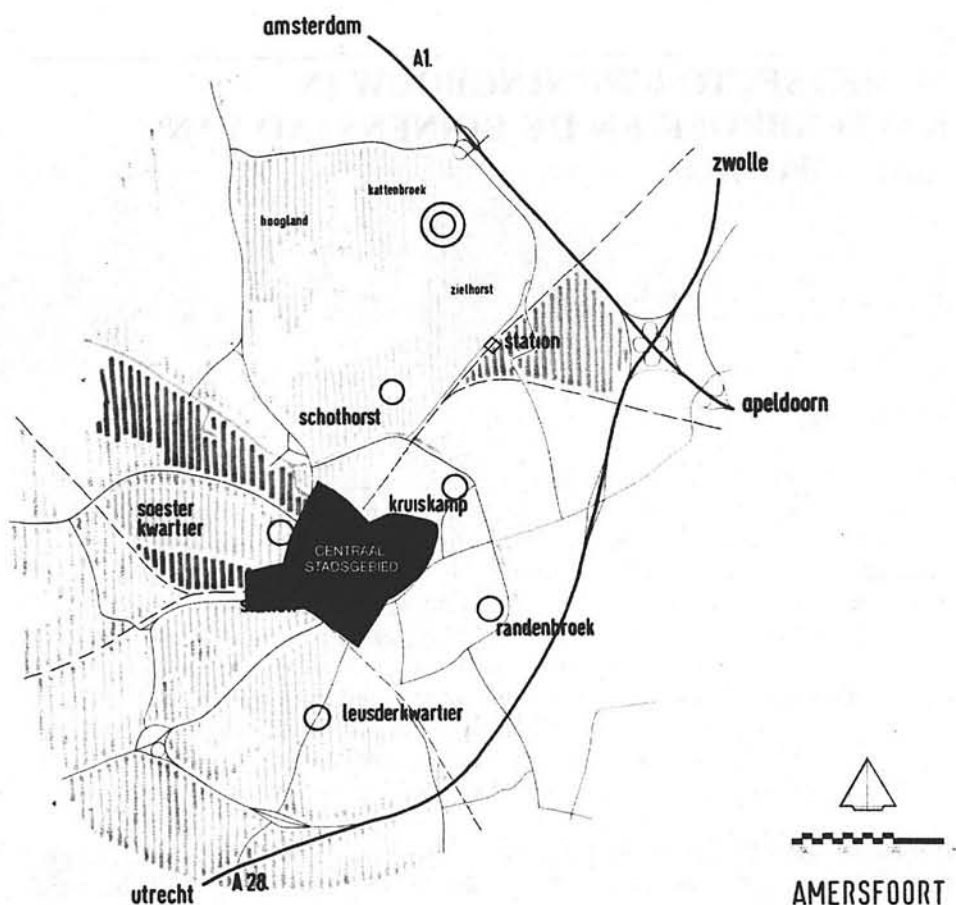 amsterdam
A1.
zwolle
kattenbroek
hoogland
zielhorst
station
apeldoorn
schothorst
kruiskamp
soester
kwartier
CENTRAAL
STADSGEBIED
randenbroek
leusderkwartier
A 28.
utrecht
AMERSFOORT